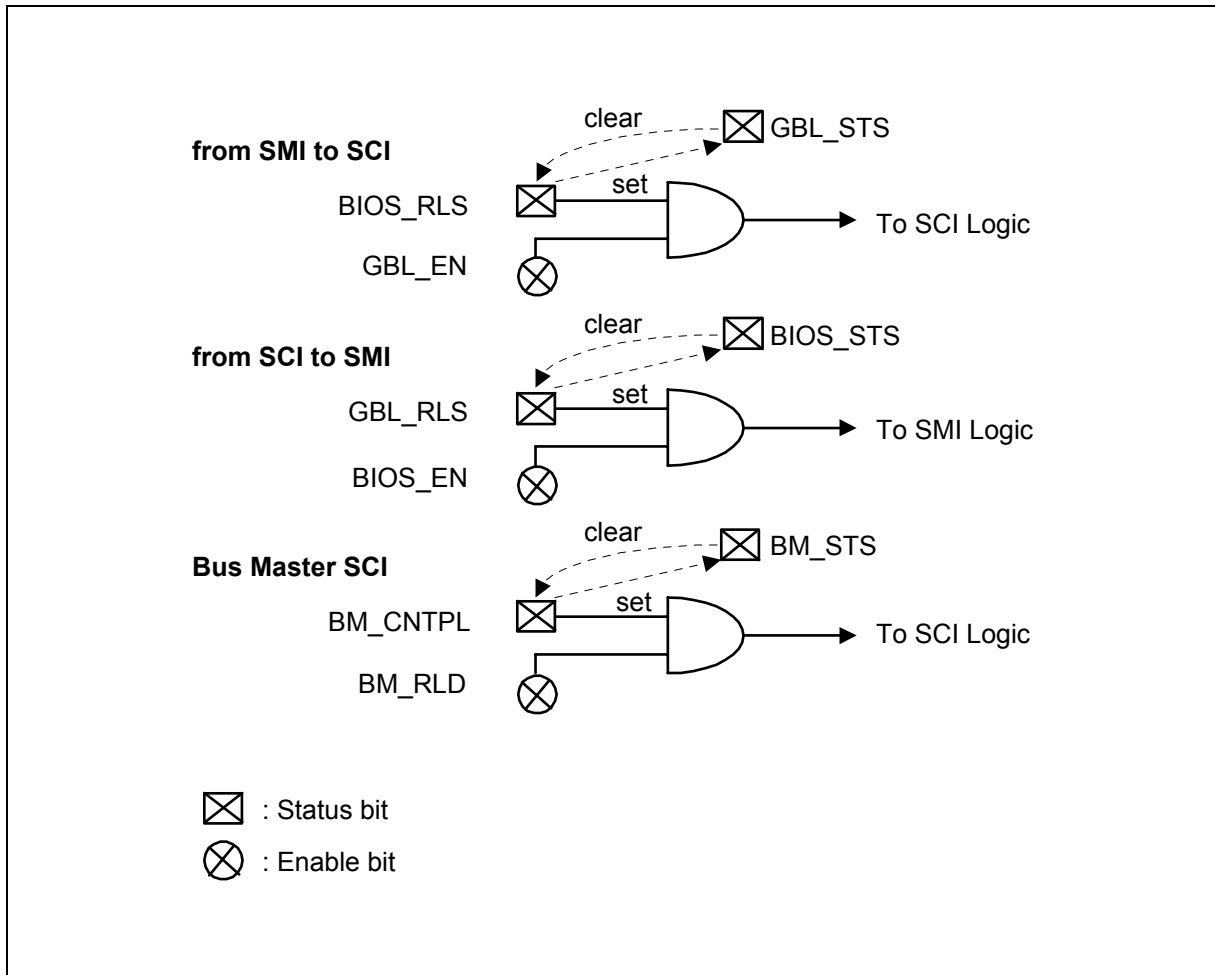 clear
GBL_STS
from SMI to SCI
set
BIOS_RLS
To SCI Logic
GBL_EN
clear
BIOS_STS
from SCI to SMI
set
GBL_RLS
To SMI Logic
BIOS_EN
clear
BM_STS
Bus Master SCI
set
BM_CNTPL
To SCI Logic
BM_RLD
: Status bit
: Enable bit